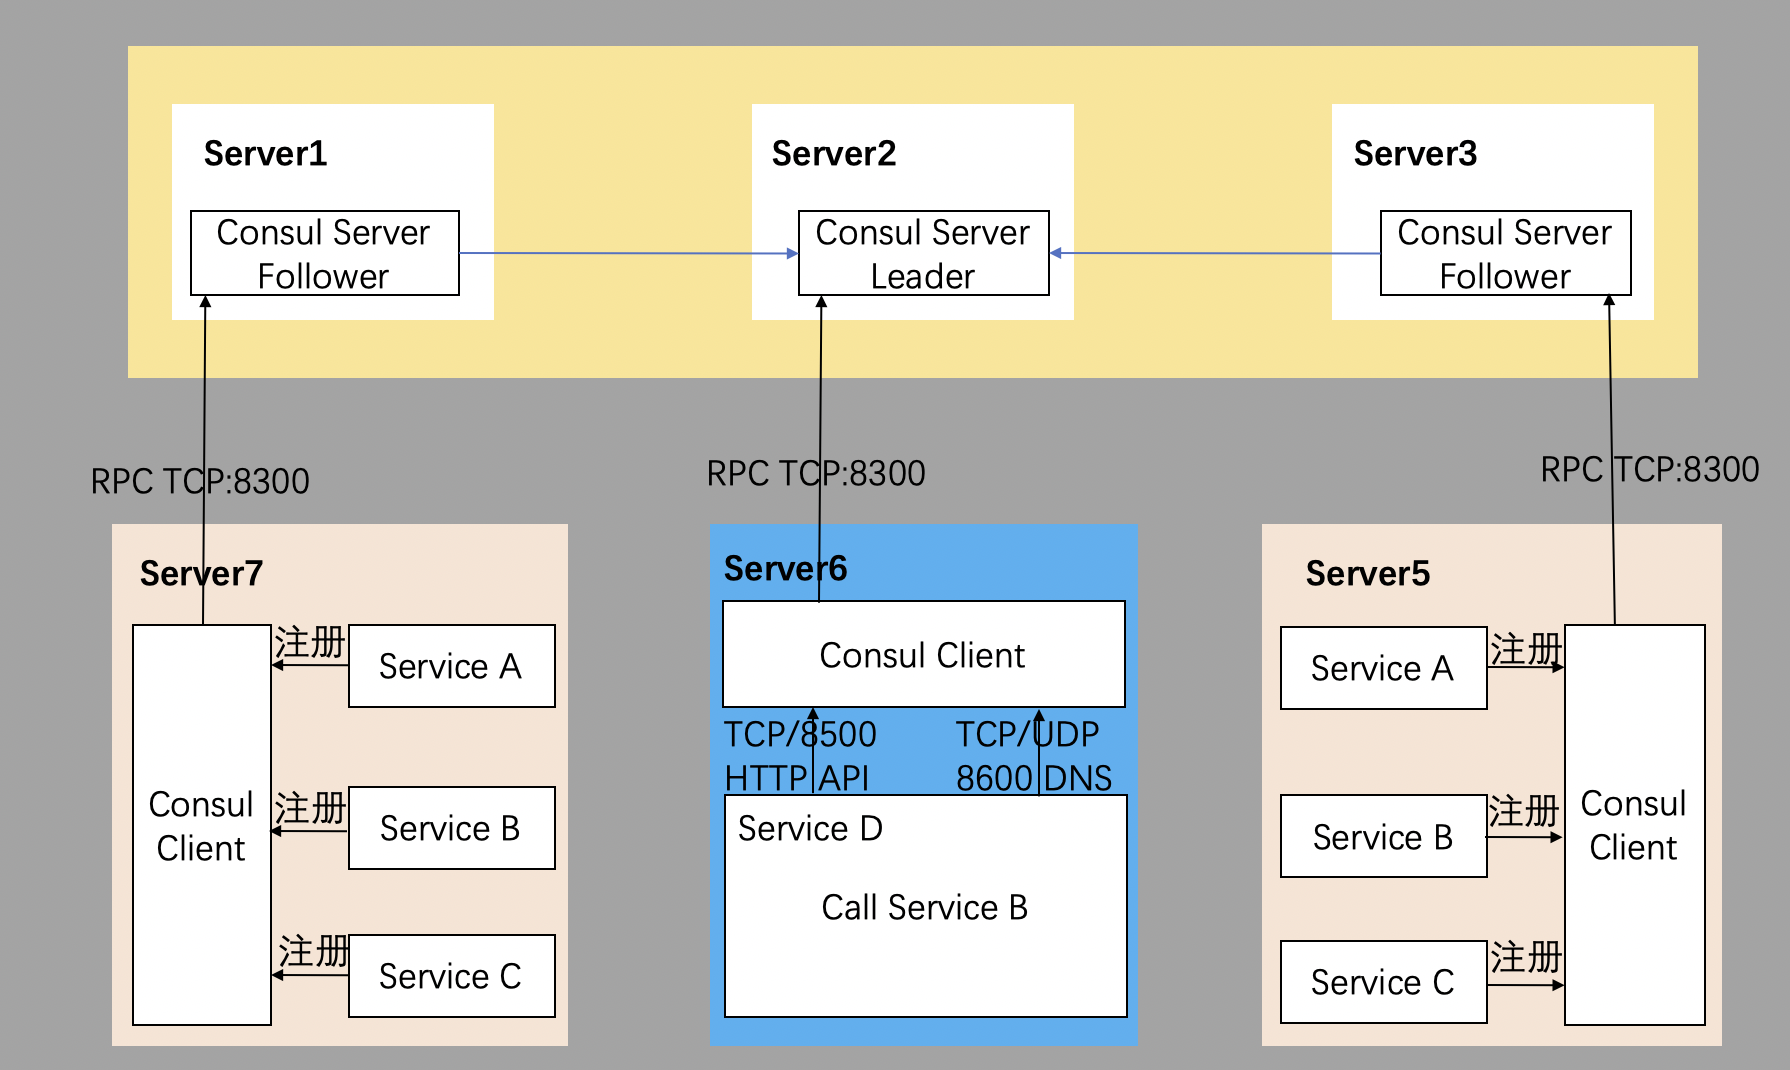 Server1
Consul Server
Follower
Server2
Consul Server
Leader
Server3
Consul Server
Follower
RPC TCP:8300
RPC TCP:8300
RPC TCP:8300
Server7
Consul
Client
注册
Service A
注册
Service B
注册
Service C
Server6
Consul Client
TCP/8500
HTTP API
TCP/UDP
8600 DNS
Service D
Call Service B
Server5
Service A
注册
Service B
注册
Service C
注册
Consul
Client